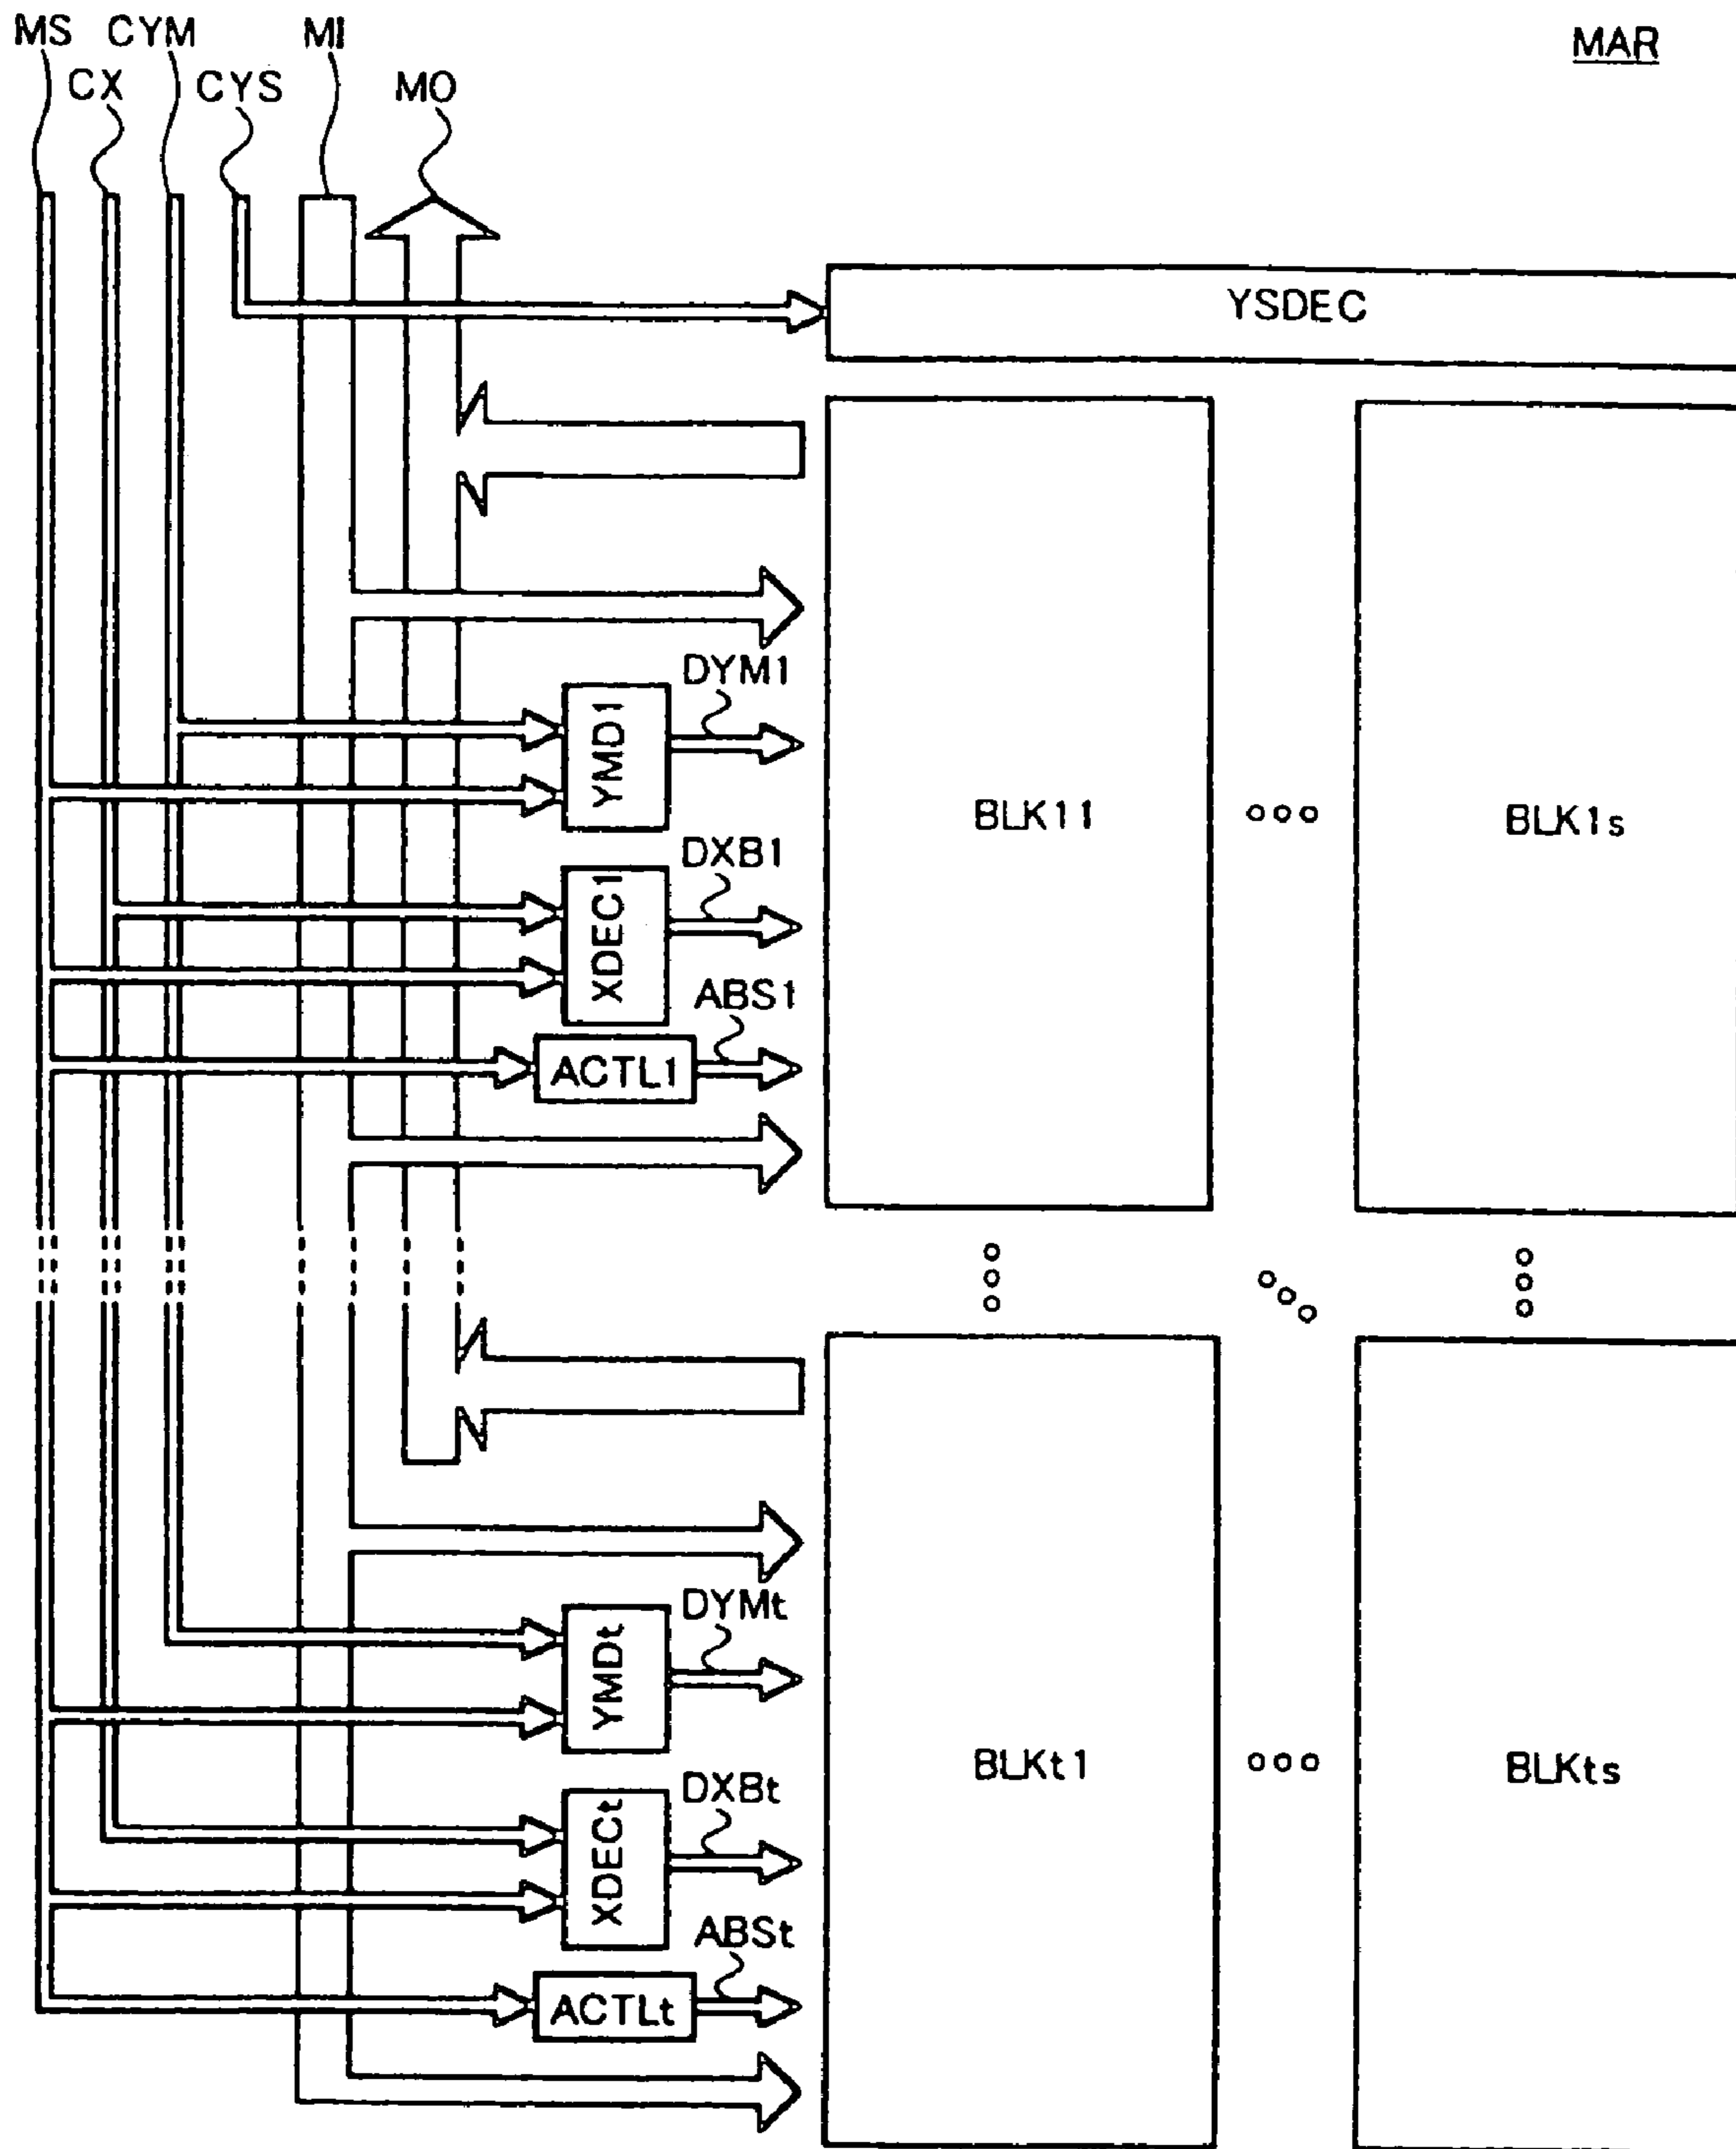 MS CYM MI MAR
CX CYS MO
YSDEC
DYM1
YMD1
DXB1
XDEC1
BLK11
BLK1s
ABS1
ACTL1
DYMt
YMDt
DXBt
XDECt
BLKt1
BLKts
ABSt
ACTLt